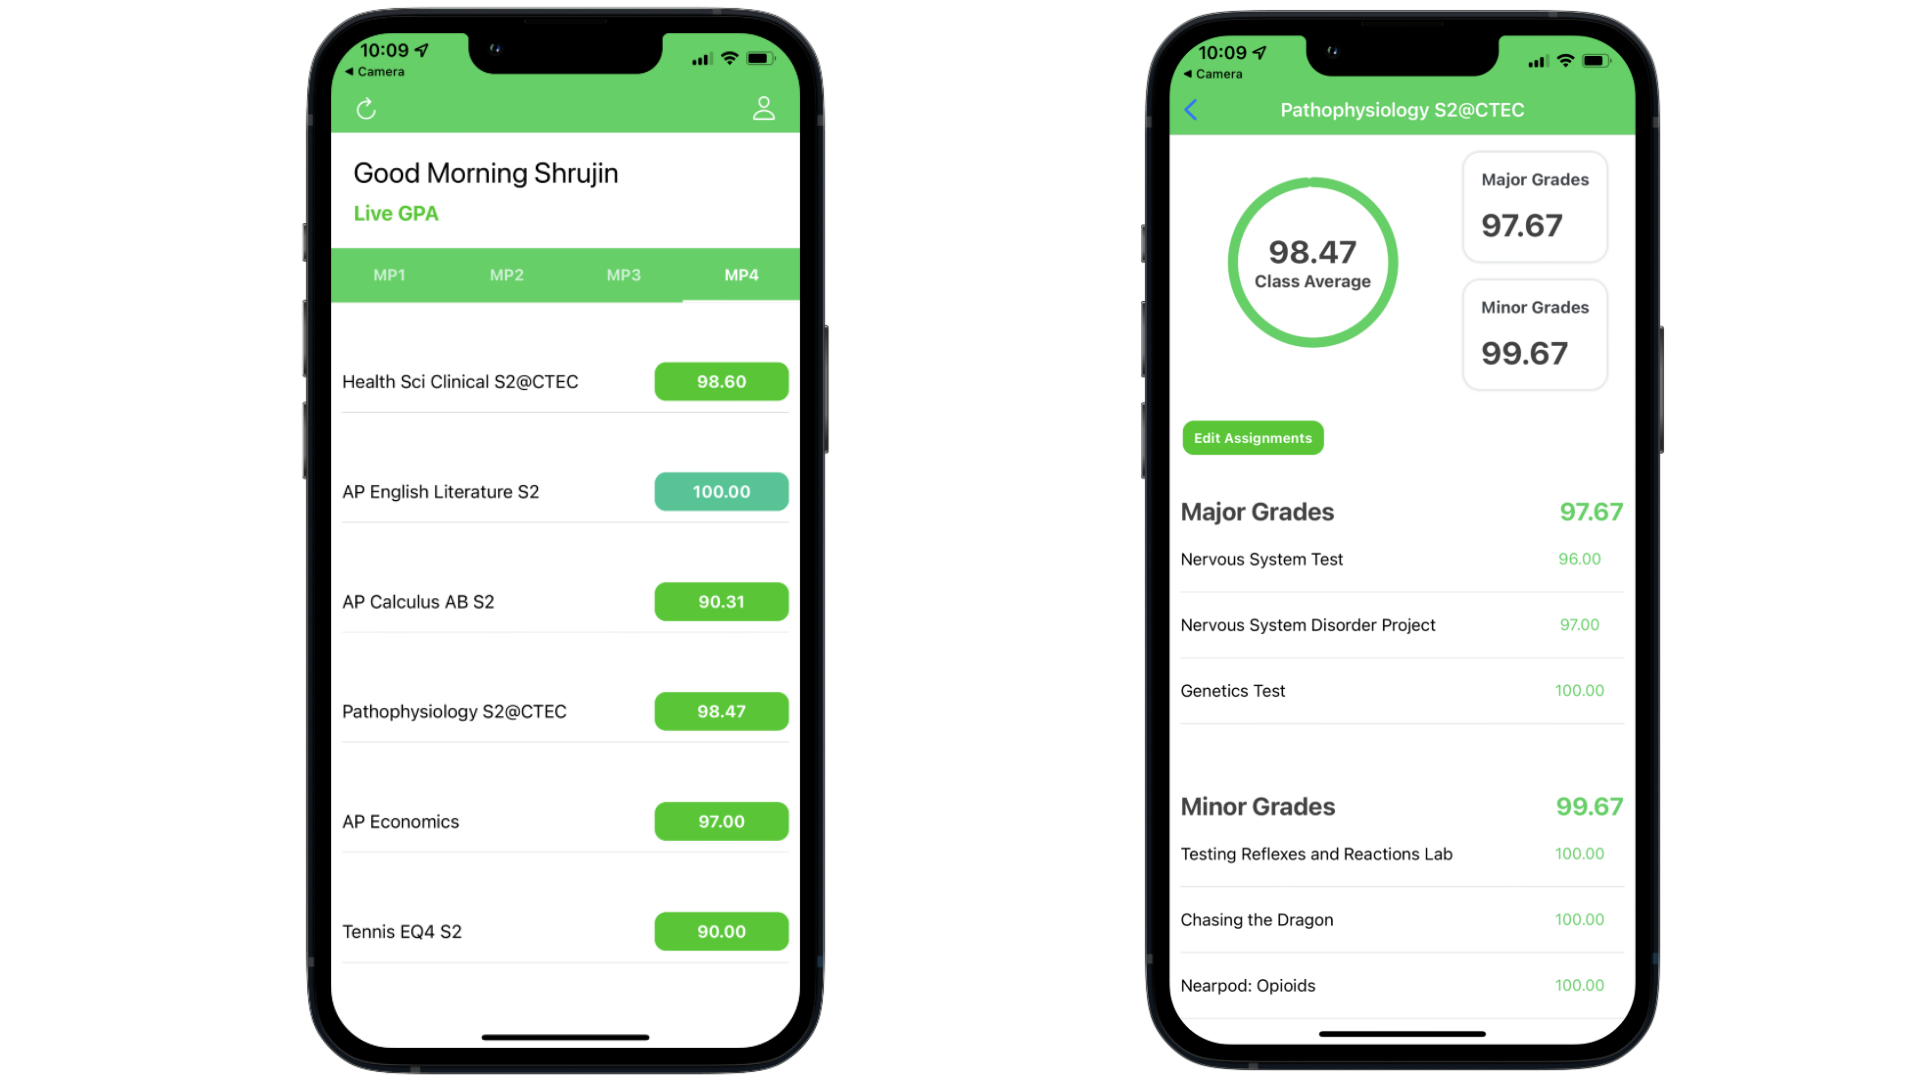 10:09
Camera
Good Morning Shrujin
Live GPA
MP1 MP2 MP3 MP4
Health Sci Clinical S2@CTEC 98.60
AP English Literature S2 100.00
AP Calculus AB S2 90.31
Pathophysiology S2@CTEC 98.47
AP Economics 97.00
Tennis EQ4 S2 90.00
10:09
Camera
Pathophysiology S2@CTEC
98.47
Class Average
Major Grades
97.67
Minor Grades
99.67
Edit Assignments
Major Grades 97.67
Nervous System Test 96.00
Nervous System Disorder Project 97.00
Genetics Test 100.00
Minor Grades 99.67
Testing Reflexes and Reactions Lab 100.00
Chasing the Dragon 100.00
Nearpod: Opioids 100.00